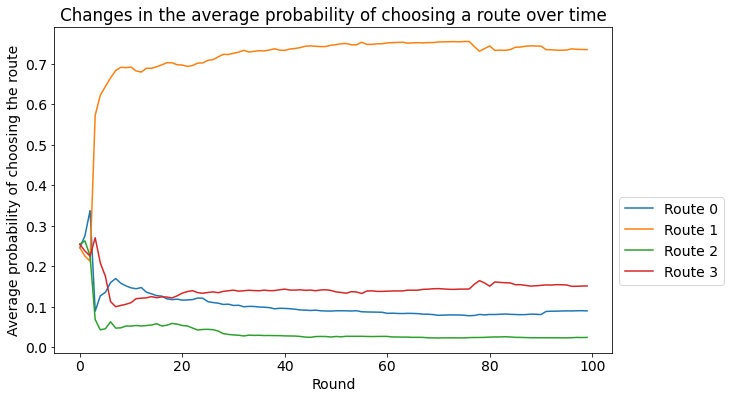 Changes in the average probability of choosing a route over time
Average probability of choosing the route
0.7
0.6
0.5
0.4
0.3
0.2
0.1
0.0
0 20 40 60 80 100
Round
Route 0
Route 1
Route 2
Route 3